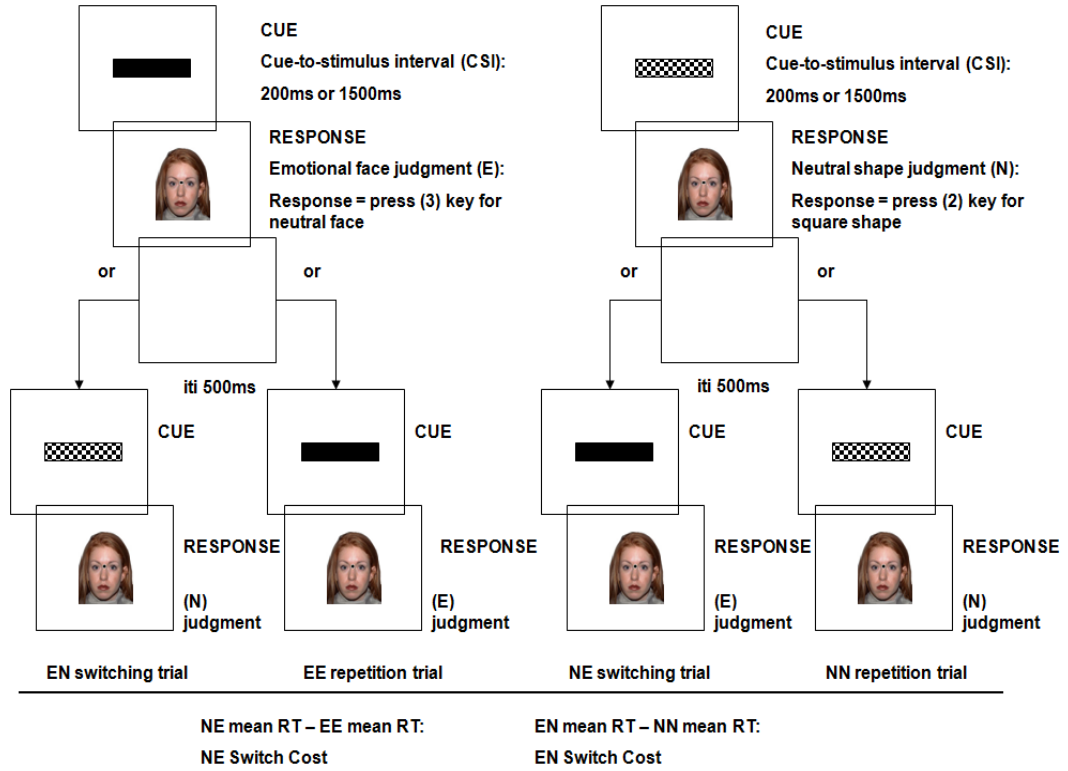 CUE
Cue-to-stimulus interval (CSI):
200ms or 1500ms
RESPONSE
Emotional face judgment (E):
Response = press (3) key for
neutral face
or
or
iti 500ms
CUE
CUE
RESPONSE
(N)
judgment
RESPONSE
(E)
judgment
EN switching trial
EE repetition trial
CUE
Cue-to-stimulus interval (CSI):
200ms or 1500ms
RESPONSE
Neutral shape judgment (N):
Response = press (2) key for
square shape
or
or
iti 500ms
CUE
CUE
RESPONSE
(E)
judgment
RESPONSE
(N)
judgment
NE switching trial
NN repetition trial
NE mean RT – EE mean RT:
NE Switch Cost
EN mean RT – NN mean RT:
EN Switch Cost